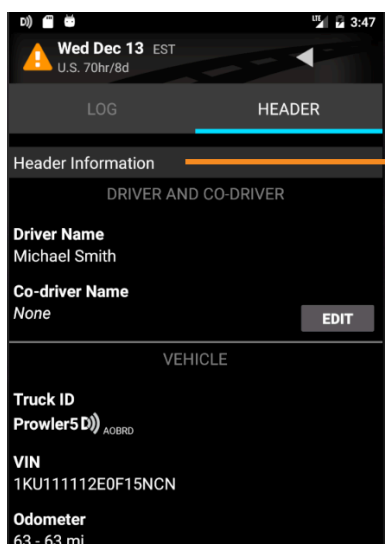 D)) 3:47
LTE
Wed Dec 13 EST
U.S. 70hr/8d
LOG HEADER
Header Information
DRIVER AND CO-DRIVER
Driver Name
Michael Smith
Co-driver Name
None
EDIT
VEHICLE
Truck ID
Prowler5 D)) AOBRD
VIN
1KU111112E0F15NCN
Odometer
63 - 63 mi